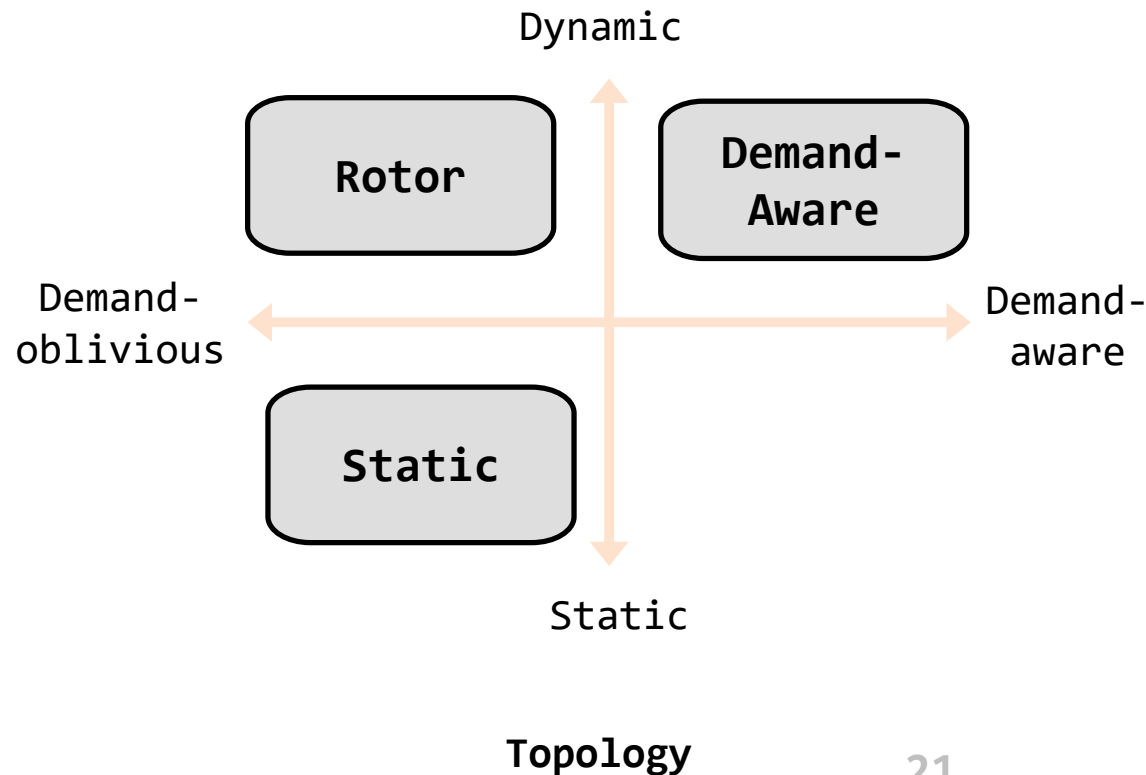 Dynamic
Rotor
Demand-
Aware
Demand-
oblivious
Demand-
aware
Static
Static
Topology
21